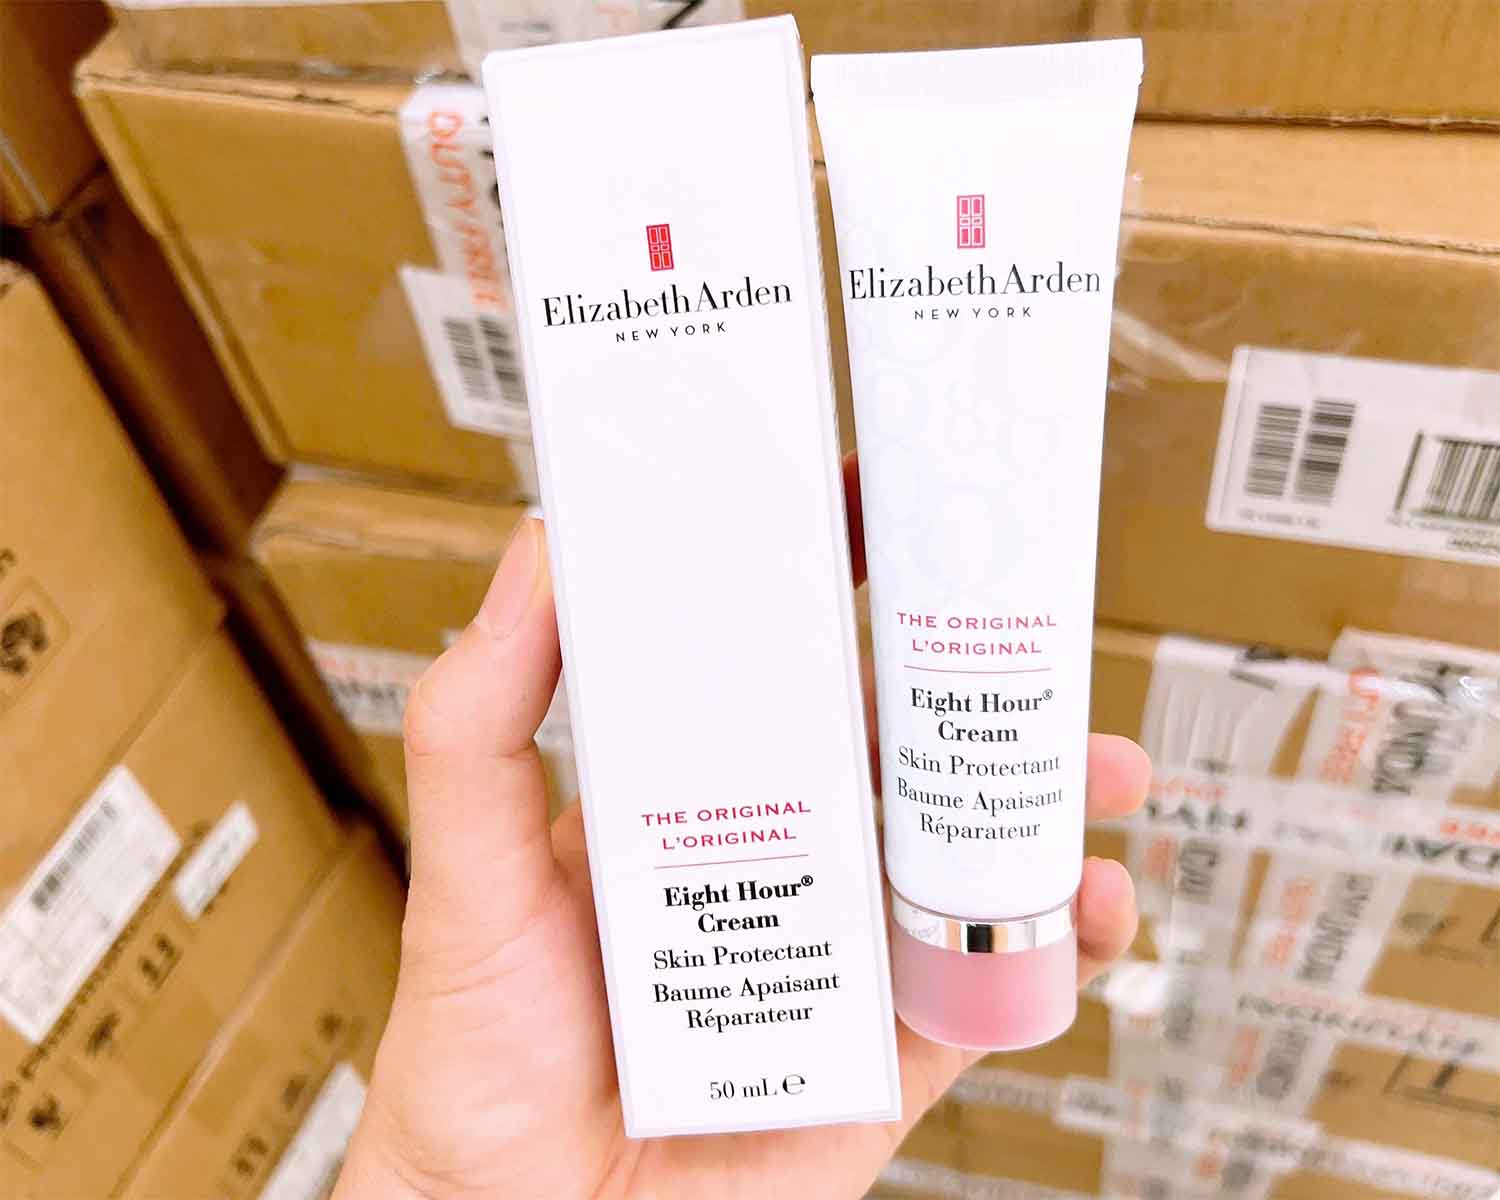 Elizabeth Arden
NEW YORK
THE ORIGINAL
L'ORIGINAL
Eight Hour®
Cream
Skin Protectant
Baume Apaisant
Réparateur
50 mL ℮
Elizabeth Arden
NEW YORK
THE ORIGINAL
L'ORIGINAL
Eight Hour®
Cream
Skin Protectant
Baume Apaisant
Réparateur
DUTY FREE
HYUNDAI